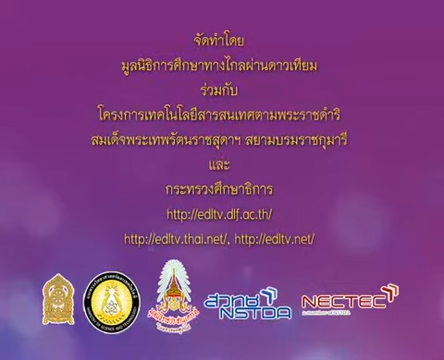 จัดทำโดย
มูลนิธิการศึกษาทางไกลผ่านดาวเทียม
ร่วมกับ
โครงการเทคโนโลยีสารสนเทศตามพระราชดำริ
สมเด็จพระเทพรัตนราชสุดาฯ สยามบรมราชกุมารี
และ
กระทรวงศึกษาธิการ
http://edltv.dlf.ac.th/
http://edltv.thai.net/, http://edltv.net/
สวทช
NSTDA
NECTEC
a member of NSTDA